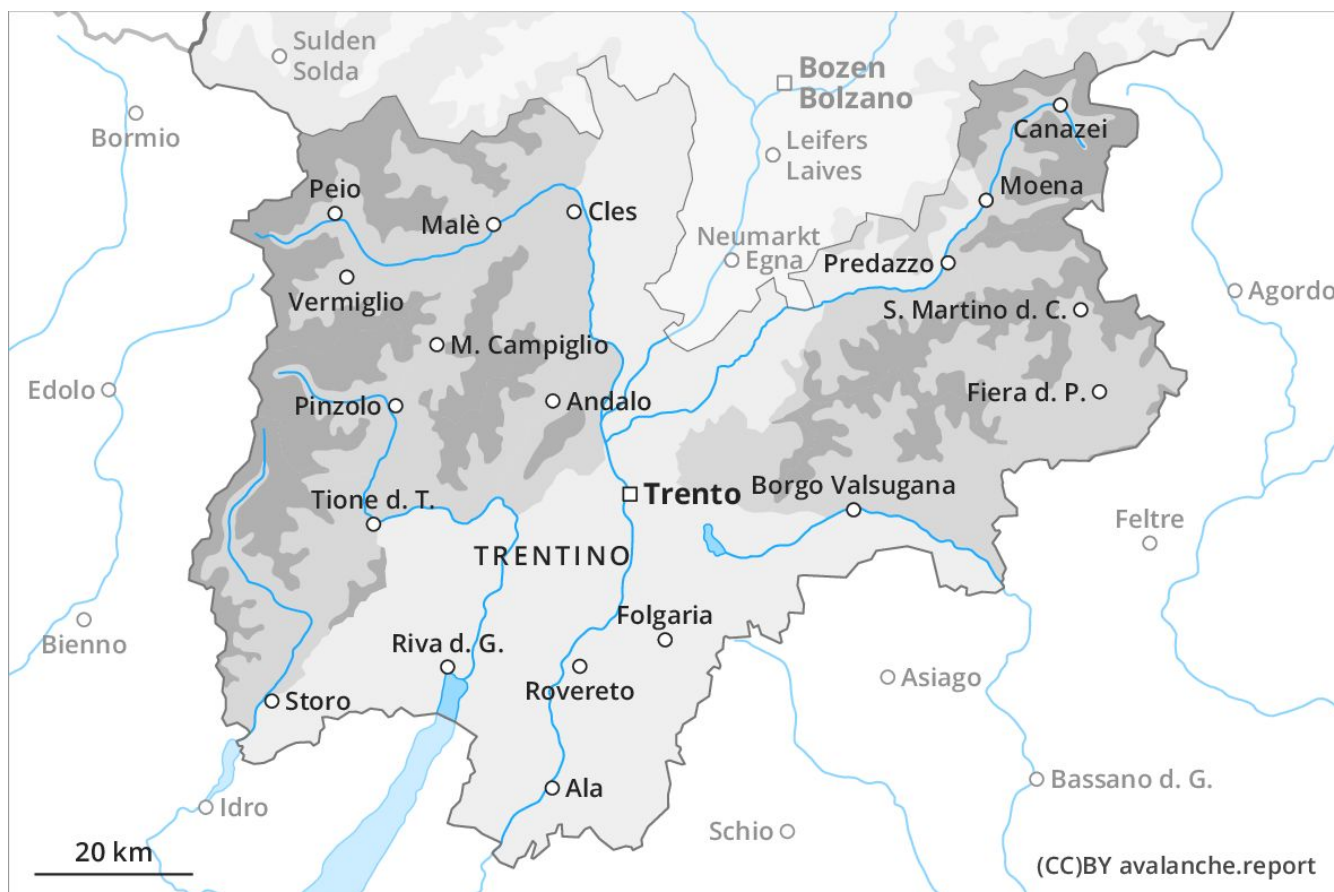 Sulden
Solda
Bozen
Bolzano
Bormio
Canazei
Leifers
Laives
Peio
Moena
Malè
Cles
Neumarkt
Egna
Predazzo
Vermiglio
Agordo
S. Martino d. C.
M. Campiglio
Edolo
Pinzolo
Andalo
Fiera d. P.
Tione d. T.
Trento
Borgo Valsugana
Feltre
TRENTINO
Folgaria
Bienno
Riva d. G.
Rovereto
Asiago
Storo
Ala
Bassano d. G.
Idro
Schio
20 km
(CC)BY avalanche.report